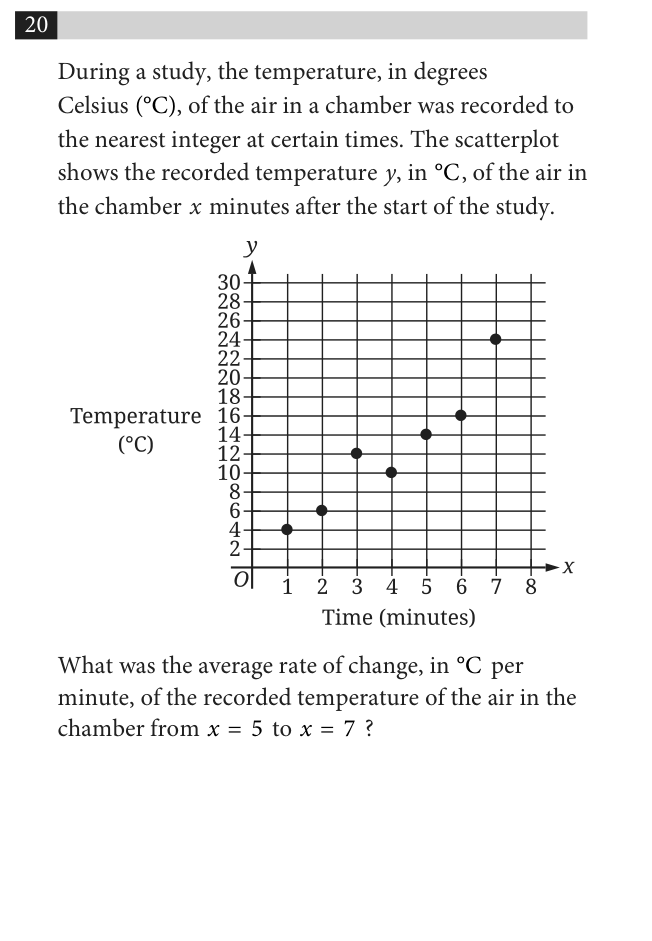 20
During a study, the temperature, in degrees
Celsius (°C), of the air in a chamber was recorded to
the nearest integer at certain times. The scatterplot
shows the recorded temperature y, in °C, of the air in
the chamber x minutes after the start of the study.
y
30
28
26
24
22
20
18
Temperature 16
(°C) 14
12
10
8
6
4
2
O 1 2 3 4 5 6 7 8 x
Time (minutes)
What was the average rate of change, in °C per
minute, of the recorded temperature of the air in the
chamber from x = 5 to x = 7 ?